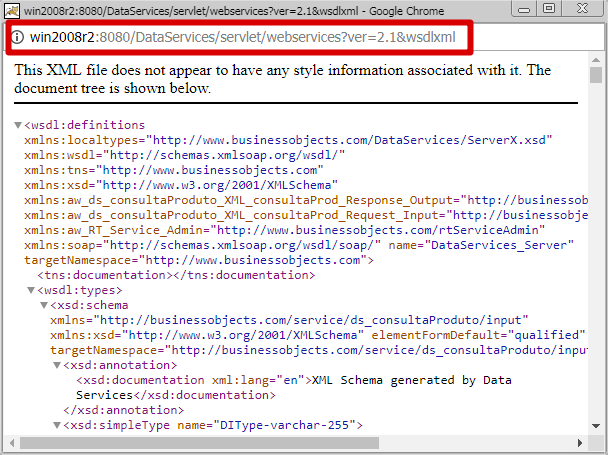 win2008r2:8080/DataServices/servlet/webservices?ver=2.1&wsdlxml - Google Chrome
win2008r2:8080/DataServices/servlet/webservices?ver=2.1&wsdlxml
This XML file does not appear to have any style information associated with it. The
document tree is shown below.
▼<wsdl:definitions
xmlns:localtypes="http://www.businessobjects.com/DataServices/ServerX.xsd"
xmlns:wsdl="http://schemas.xmlsoap.org/wsdl/"
xmlns:tns="http://www.businessobjects.com"
xmlns:xsd="http://www.w3.org/2001/XMLSchema"
xmlns:aw_ds_consultaProduto_XML_consultaProd_Response_Output="http://busines
xmlns:aw_ds_consultaProduto_XML_consultaProd_Request_Input="http://businesso
xmlns:aw_RT_Service_Admin="http://www.businessobjects.com/rtServiceAdmin"
xmlns:soap="http://schemas.xmlsoap.org/wsdl/soap/" name="DataServices_Server"
targetNamespace="http://www.businessobjects.com">
<tns:documentation></tns:documentation>
▼<wsdl:types>
▼<xsd:schema
xmlns="http://businessobjects.com/service/ds_consultaProduto/input"
xmlns:xsd="http://www.w3.org/2001/XMLSchema" elementFormDefault="qualified"
targetNamespace="http://businessobjects.com/service/ds_consultaProduto/input
▼<xsd:annotation>
<xsd:documentation xml:lang="en">XML Schema generated by Data
Services</xsd:documentation>
</xsd:annotation>
▼<xsd:simpleType name="DIType-varchar-255">